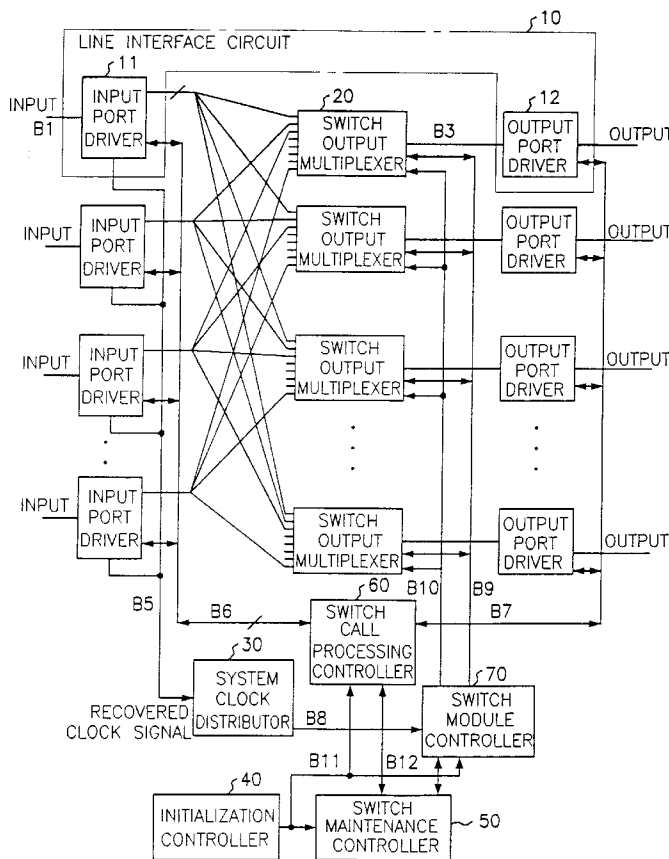 LINE INTERFACE CIRCUIT
10
11
INPUT
B1
INPUT
PORT
DRIVER
20
SWITCH
OUTPUT
MULTIPLEXER
B3
12
OUTPUT
PORT
DRIVER
OUTPUT
INPUT
INPUT
PORT
DRIVER
SWITCH
OUTPUT
MULTIPLEXER
OUTPUT
PORT
DRIVER
OUTPUT
INPUT
INPUT
PORT
DRIVER
SWITCH
OUTPUT
MULTIPLEXER
OUTPUT
PORT
DRIVER
OUTPUT
INPUT
INPUT
PORT
DRIVER
SWITCH
OUTPUT
MULTIPLEXER
OUTPUT
PORT
DRIVER
OUTPUT
B5
B6
60
B10
B9
B7
SWITCH
CALL
PROCESSING
CONTROLLER
30
SYSTEM
CLOCK
DISTRIBUTOR
RECOVERED
CLOCK SIGNAL
B8
70
SWITCH
MODULE
CONTROLLER
B11
B12
40
INITIALIZATION
CONTROLLER
SWITCH
MAINTENANCE
CONTROLLER
50